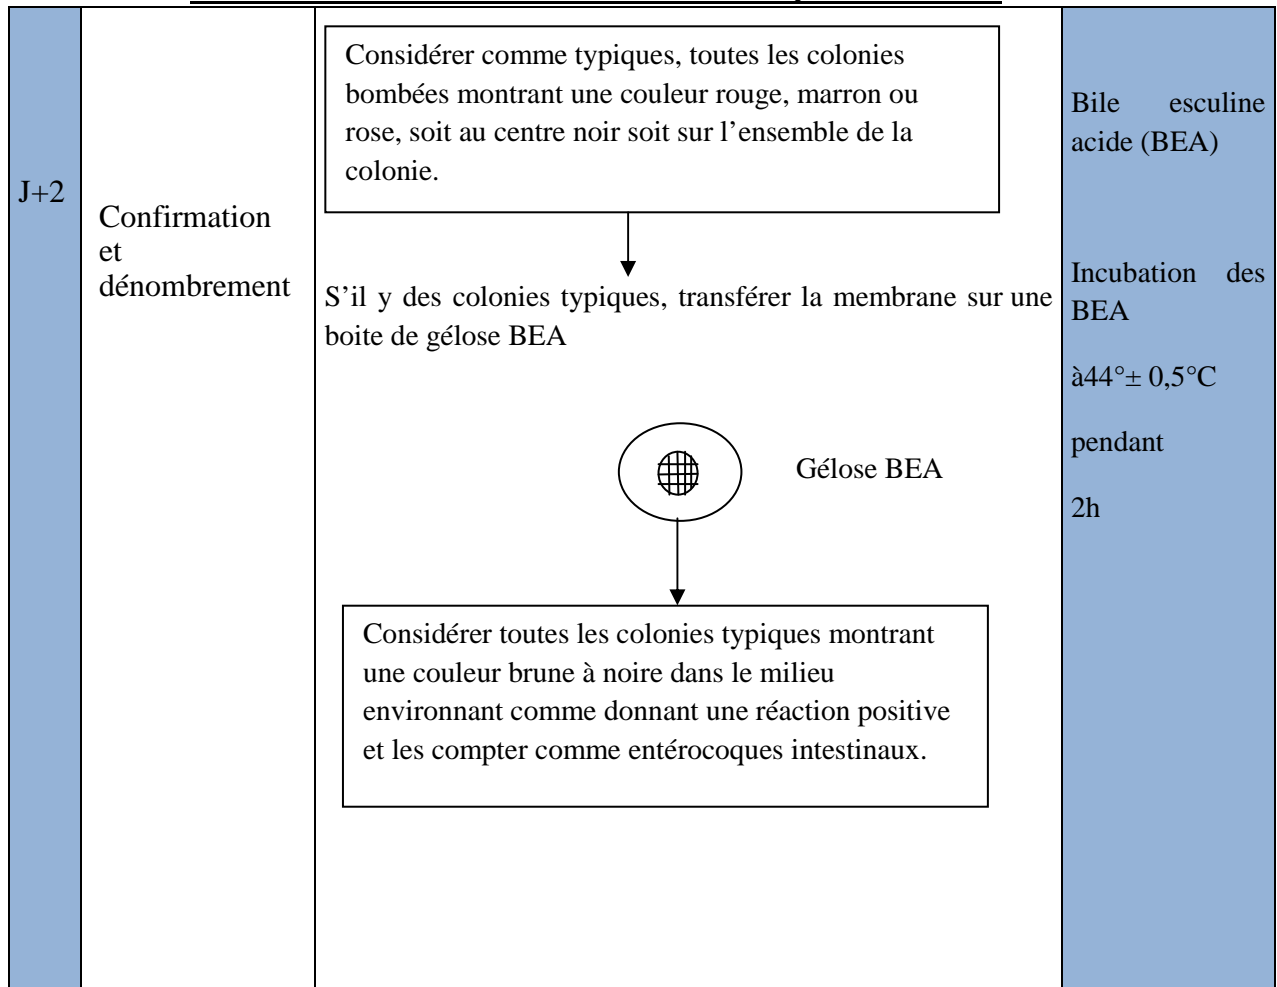 J+2
Confirmation
et
dénombrement
Considérer comme typiques, toutes les colonies
bombées montrant une couleur rouge, marron ou
rose, soit au centre noir soit sur l’ensemble de la
colonie.
S’il y des colonies typiques, transférer la membrane sur une
boite de gélose BEA
Gélose BEA
Considérer toutes les colonies typiques montrant
une couleur brune à noire dans le milieu
environnant comme donnant une réaction positive
et les compter comme entérocoques intestinaux.
Bile esculine
acide (BEA)
Incubation des
BEA
à44°± 0,5°C
pendant
2h